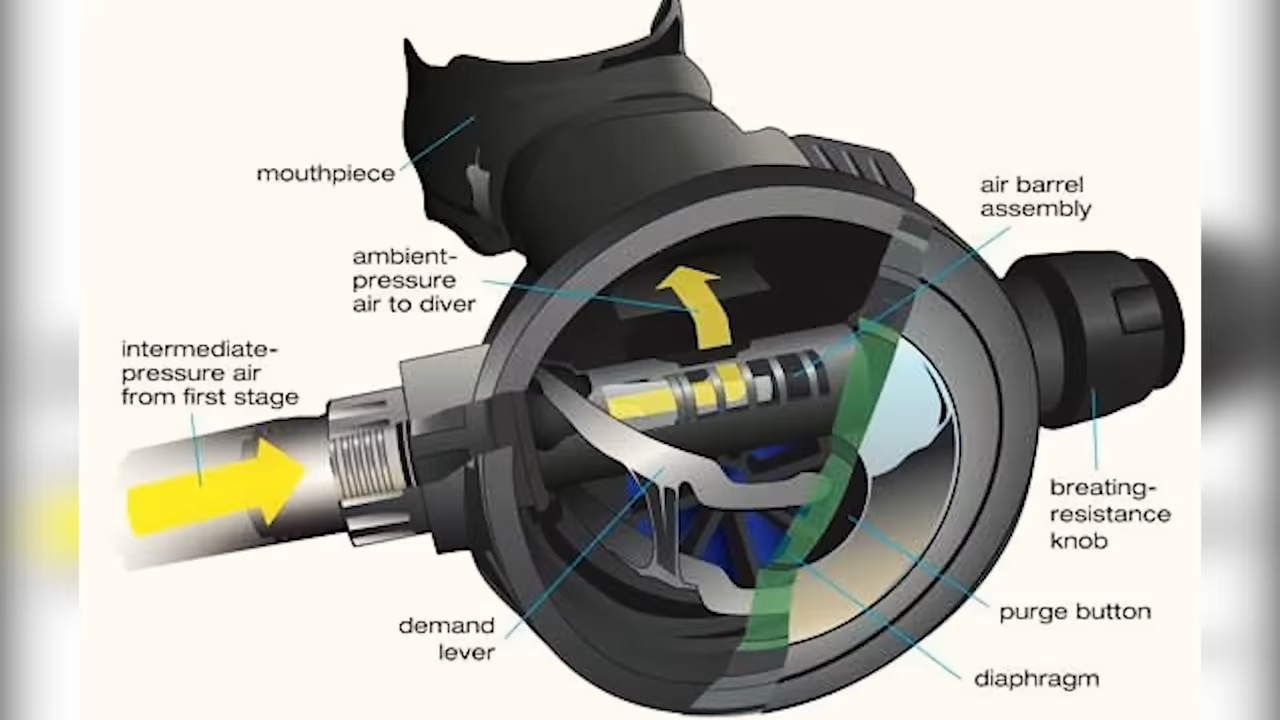 mouthpiece
air barrel
assembly
ambient-
pressure
air to diver
intermediate-
pressure air
from first stage
breating-
resistance
knob
purge button
demand
lever
diaphragm